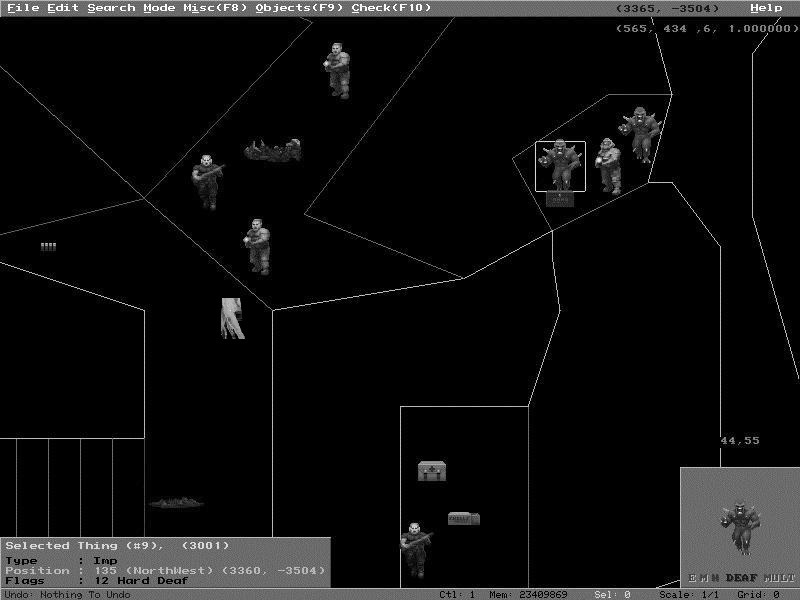 File Edit Search Mode Misc(F8) Objects(F9) Check(F10) (3365, -3504) Help
(565, 434 ,6, 1.000000)
44,55
Selected Thing (#9), (3001)
Type : Imp
Position : 135 (NorthWest) (3360, -3504)
Flags : 12 Hard Deaf
E M H DEAF MULT
Undo: Nothing To Undo Ctl: 1 Mem: 23409869 Sel: 0 Scale: 1/1 Grid: 0